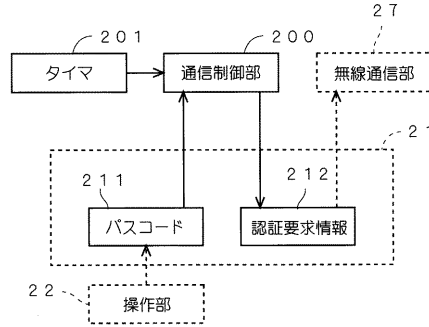 ２０１
２００
２７
タイマ
通信制御部
無線通信部
２１１
２１２
パスコード
認証要求情報
２２
操作部